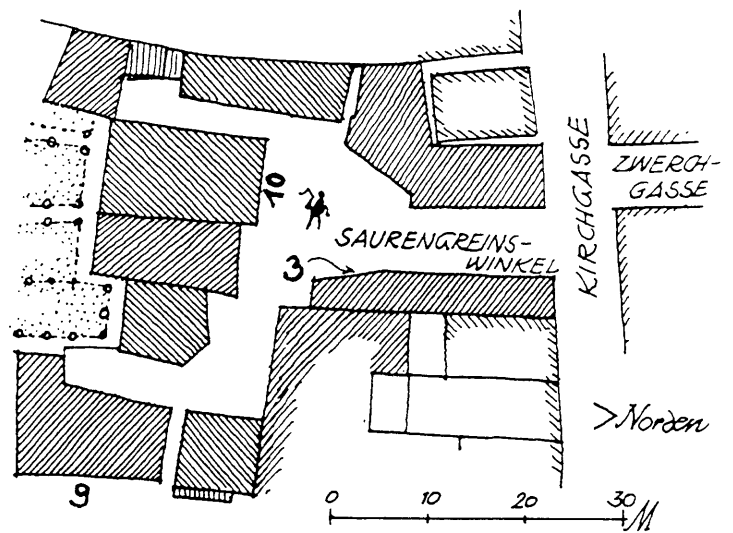 KIRCHGASSE
ZWERCH-
GASSE
10
SAURENGREINS-
WINKEL
3
>Norden
9
0 10 20 30 M